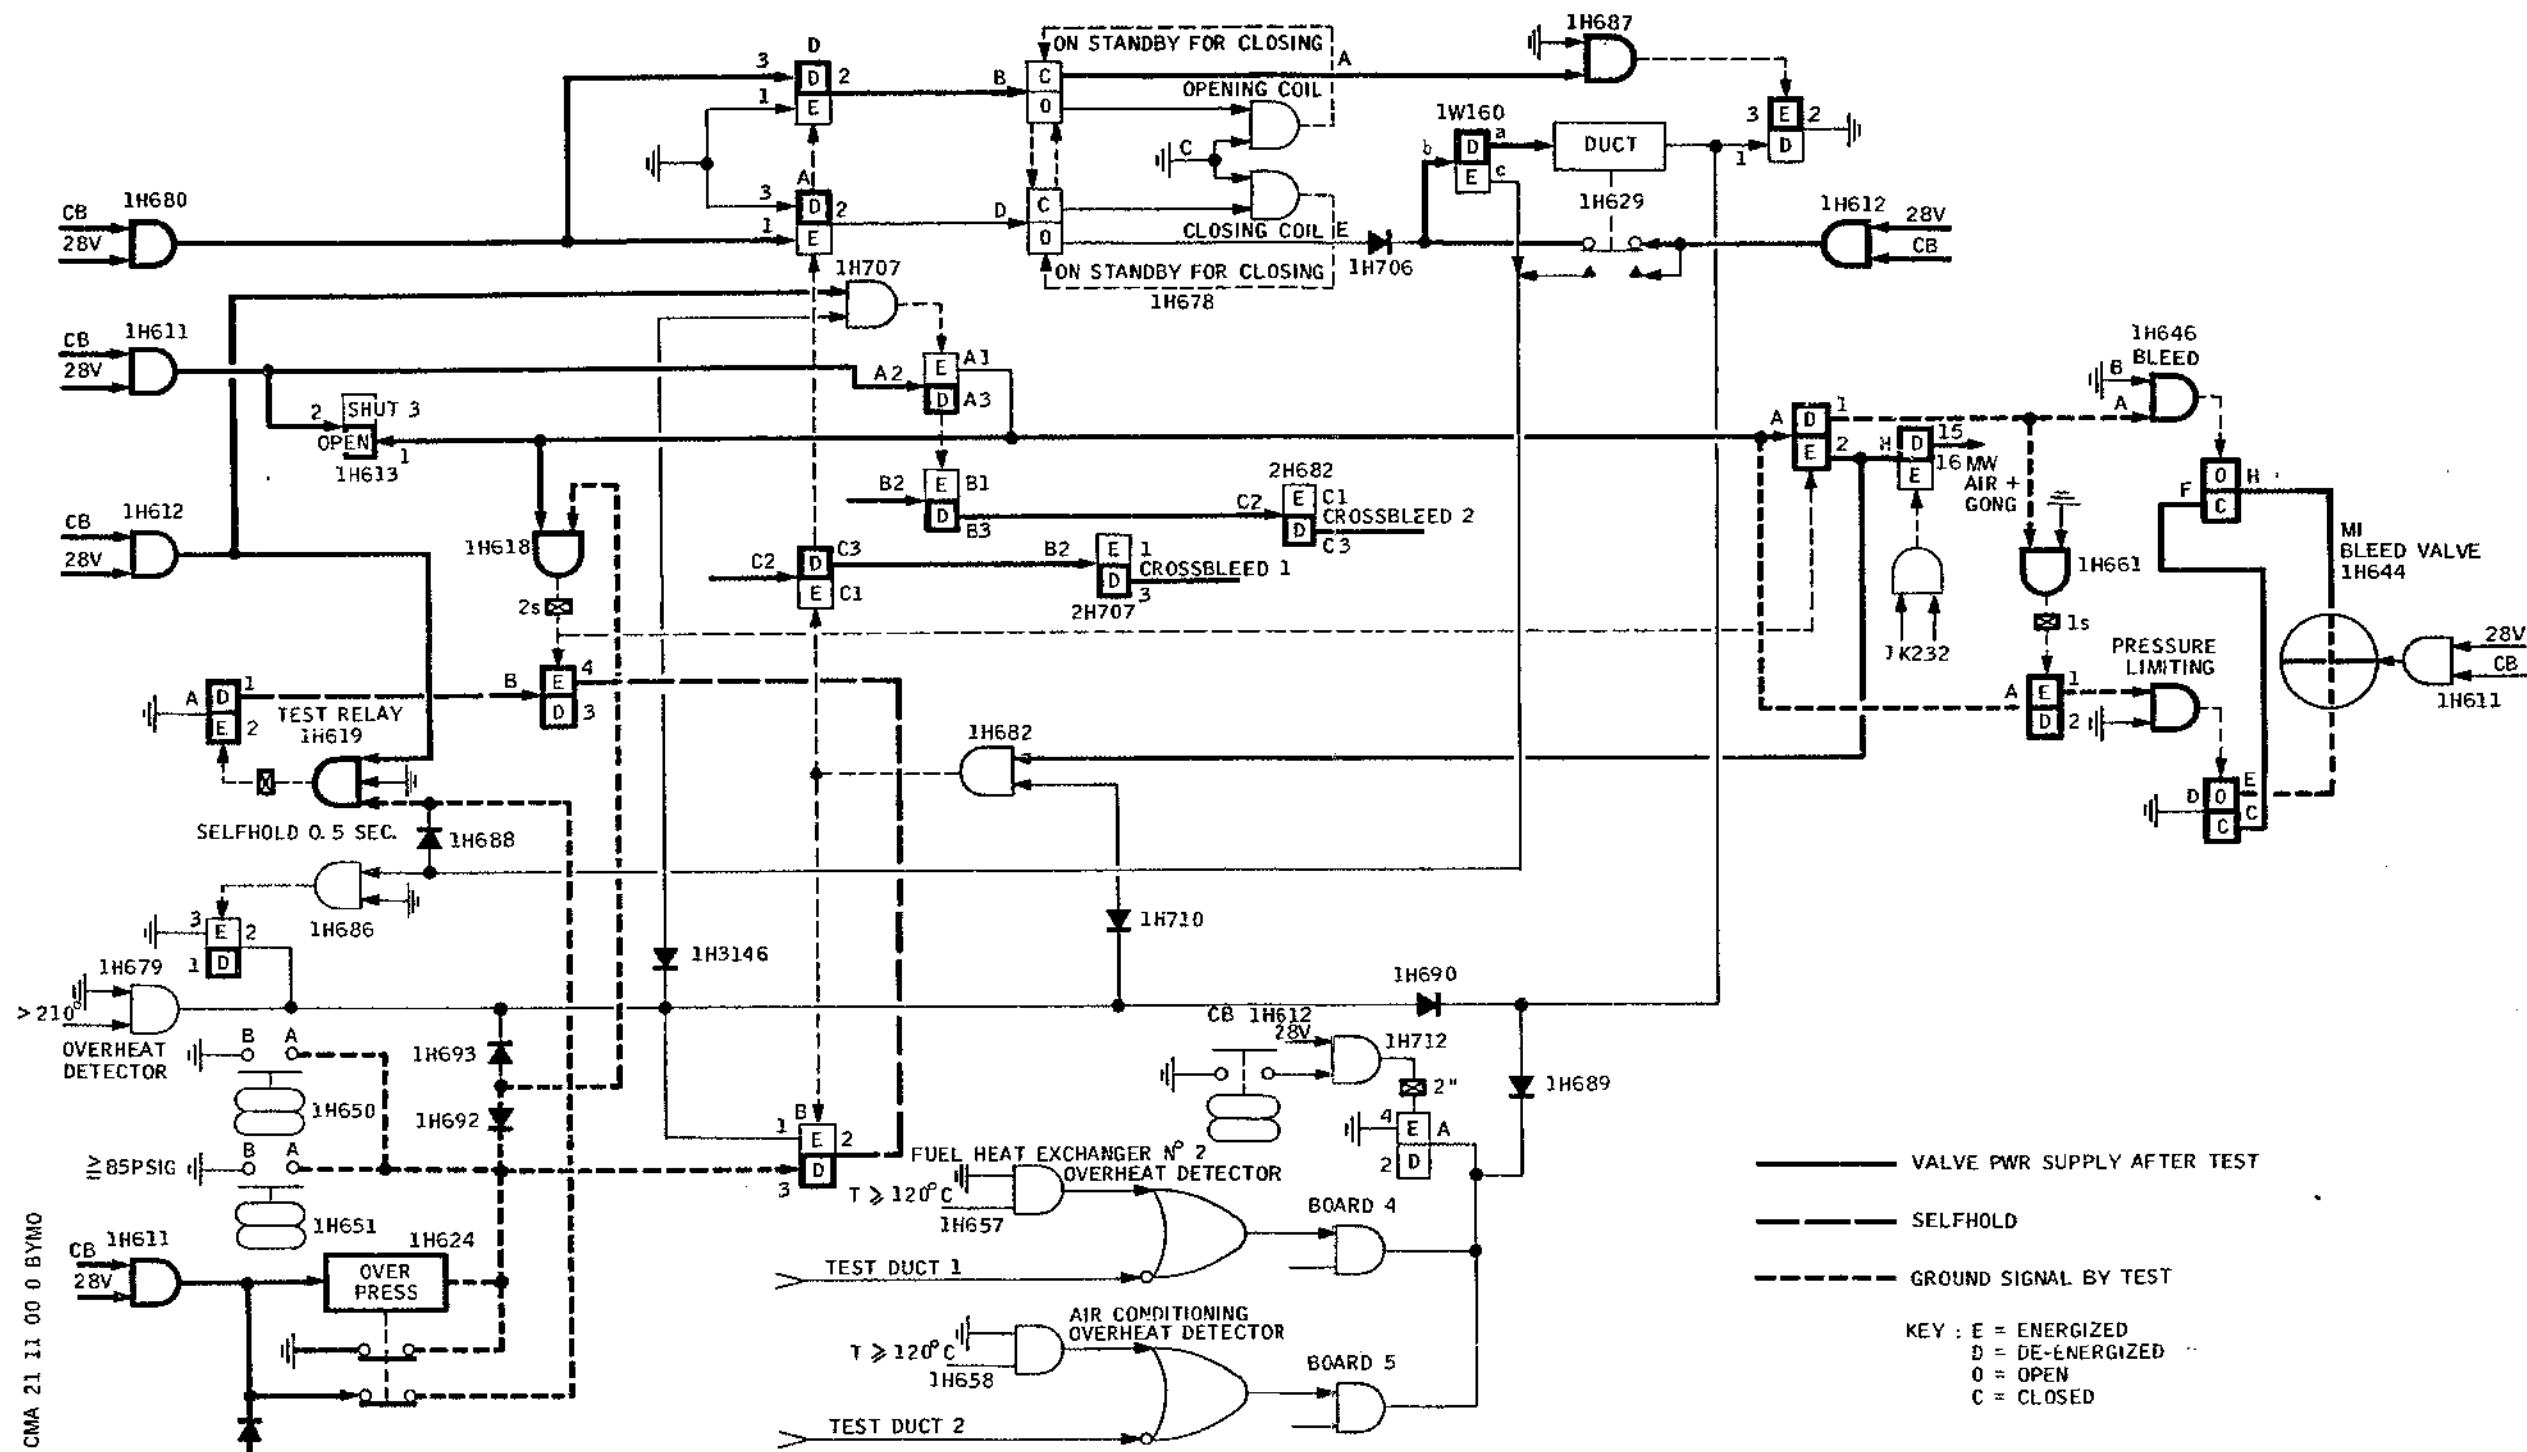 1H687
ON STANDBY FOR CLOSING
A
D
3
D
2
1
E
B
C
O
OPENING COIL
1W160
b
D
a
E
c
DUCT
3
E
2
1
D
C
1H629
1H680
CB
28V
A
3
D
2
1
E
D
C
O
CLOSING COIL
E
1H706
1H612
28V
CB
ON STANDBY FOR CLOSING
1H678
1H707
1H611
CB
28V
A2
E
A1
D
A3
2
SHUT
3
OPEN
1
1H613
1H646
BLEED
B
A
A
D
1
E
2
H
D
15
16
E
MW
AIR +
GONG
F
O
H
C
B2
E
B1
D
B3
2H682
C2
E
C1
CROSSBLEED 2
D
C3
1H612
CB
28V
1H618
2s
C2
D
C3
E
C1
B2
E
1
CROSSBLEED 1
D
3
2H707
1K232
1H661
1s
MI
BLEED VALVE
1H644
28V
CB
1H611
PRESSURE
LIMITING
A
E
1
D
2
A
D
1
E
2
TEST RELAY
1H619
B
E
4
D
3
1H682
D
O
E
C
C
SELFHOLD 0.5 SEC.
1H688
1H686
3
E
2
1
D
1H3146
1H710
1H690
1H679
> 210°
OVERHEAT
DETECTOR
B
A
1H650
1H693
1H692
≥ 85PSIG
B
A
1H651
B
1
E
2
D
3
CB 1H612
28V
1H712
2"
4
E
A
2
D
1H689
FUEL HEAT EXCHANGER N° 2
OVERHEAT DETECTOR
T ≥ 120°C
1H657
BOARD 4
TEST DUCT 1
AIR CONDITIONING
OVERHEAT DETECTOR
T ≥ 120°C
1H658
BOARD 5
TEST DUCT 2
1H611
CB
28V
1H624
OVER
PRESS
VALVE PWR SUPPLY AFTER TEST
SELFHOLD
GROUND SIGNAL BY TEST
KEY : E = ENERGIZED
D = DE-ENERGIZED
O = OPEN
C = CLOSED
CMA 21 11 00 0 BYMO